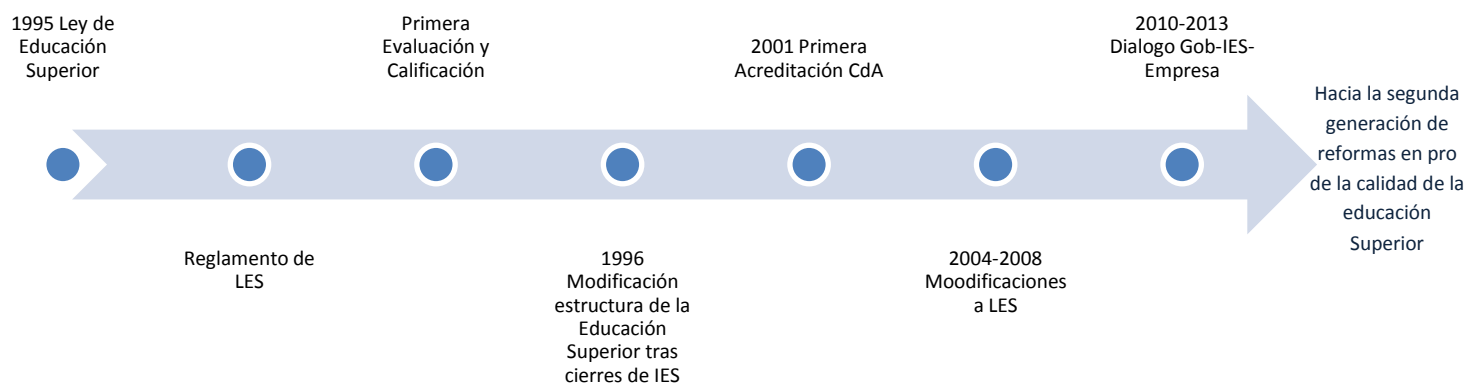 1995 Ley de
Educación
Superior
Reglamento de
LES
Primera
Evaluación y
Calificación
1996
Modificación
estructura de la
Educación
Superior tras
cierres de IES
2001 Primera
Acreditación CdA
2004-2008
Moodificaciones
a LES
2010-2013
Dialogo Gob-IES-
Empresa
Hacia la segunda
generación de
reformas en pro
de la calidad de la
educación
Superior